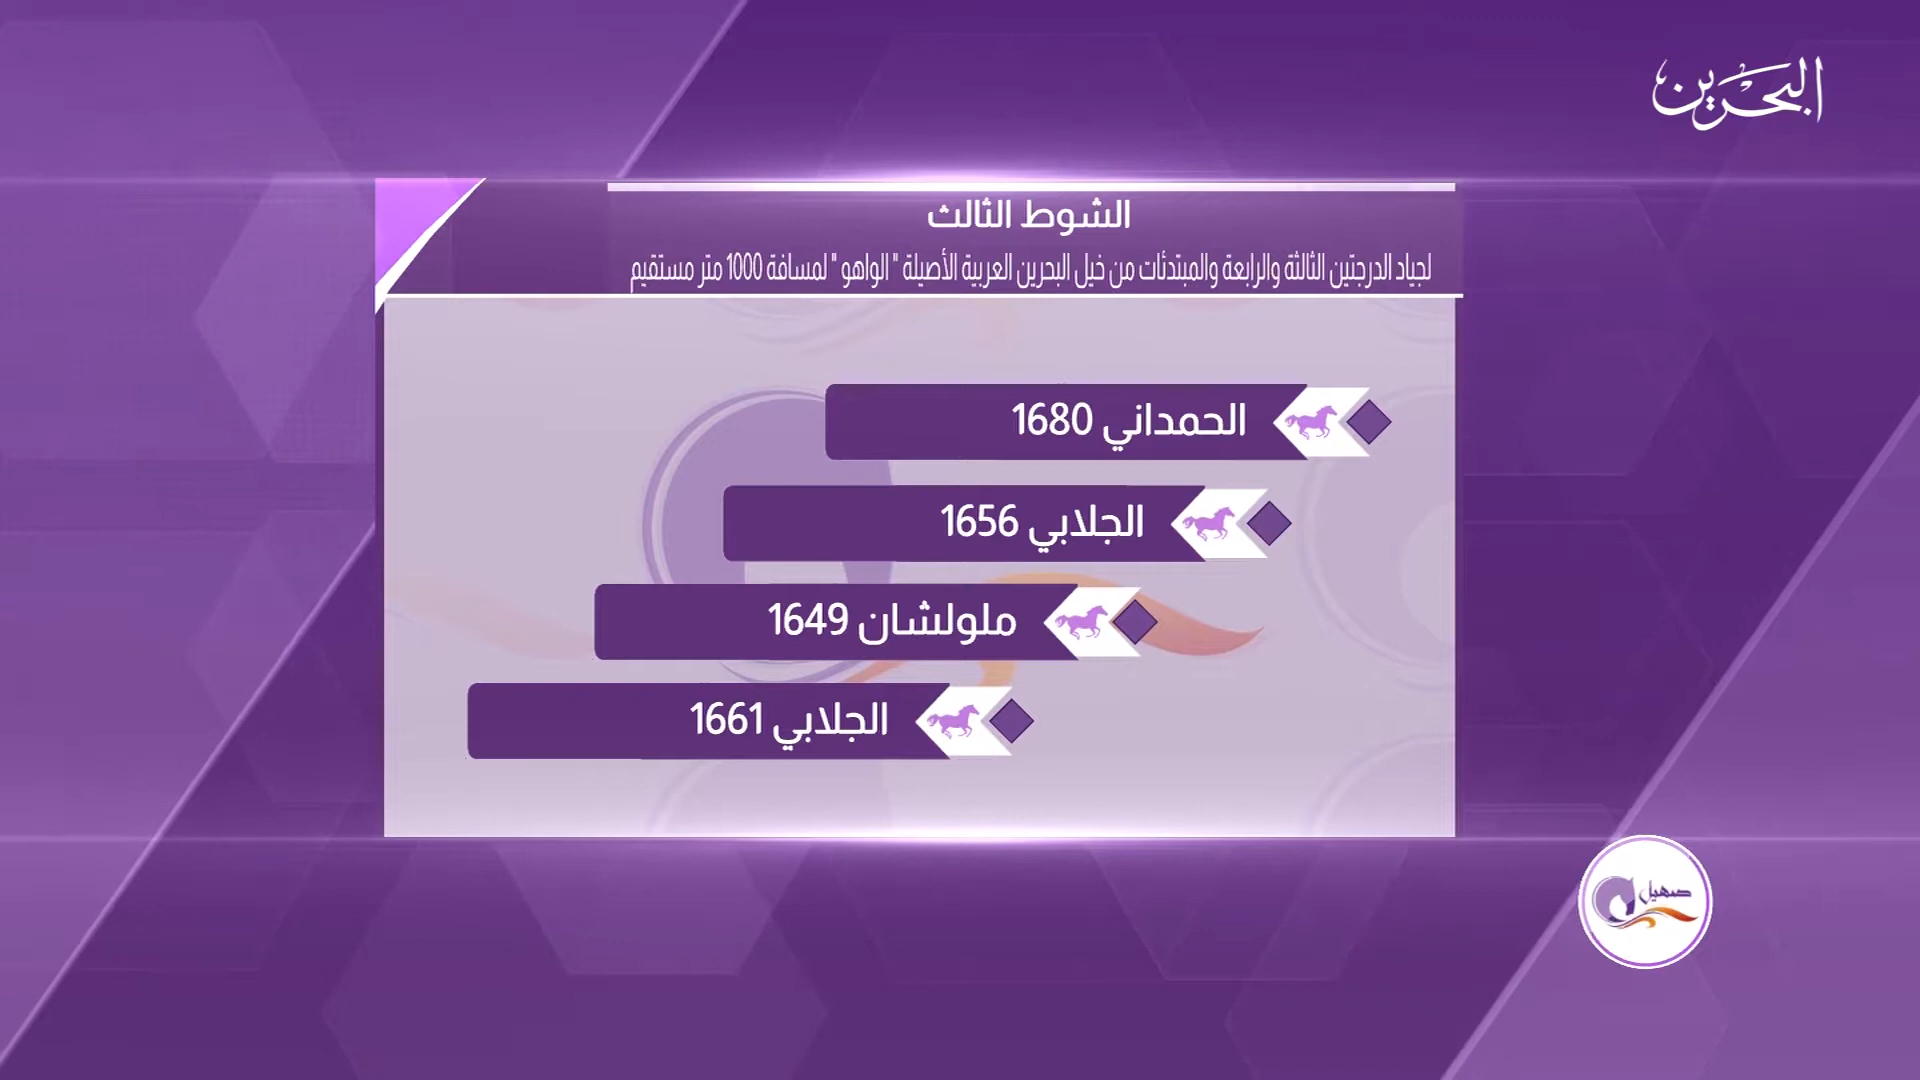 البحرين
الشوط الثالث
لجياد الدرجتين الثالثة والرابعة والمبتدئات من خيل البحرين العربية الأصيلة " الواهو " لمسافة 1000 متر مستقيم
الحمداني 1680
الجلابي 1656
ملولشان 1649
الجلابي 1661
صهيل